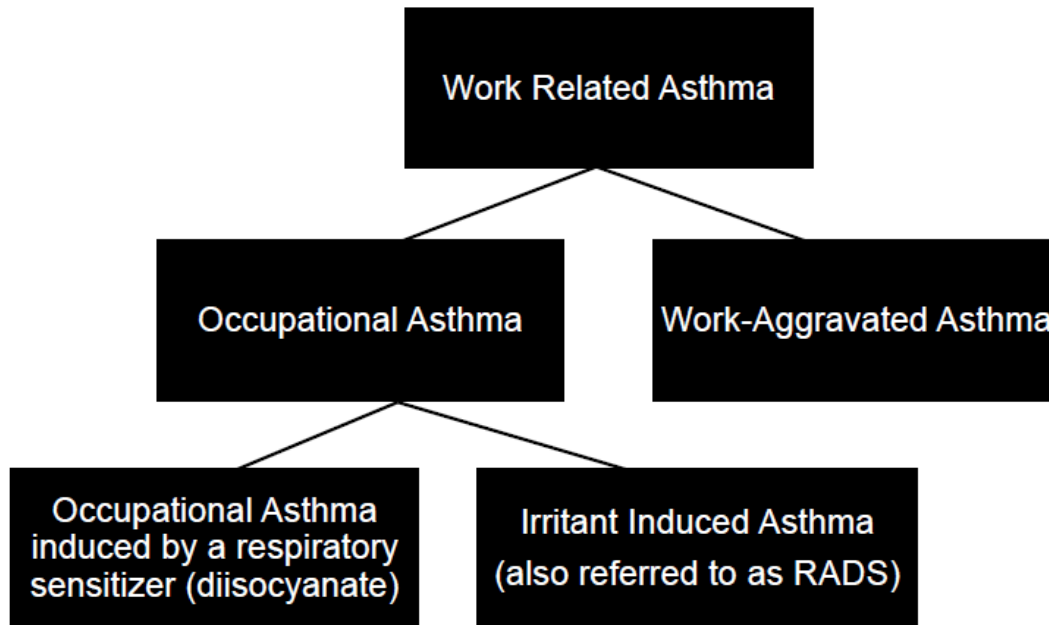 Work Related Asthma
Occupational Asthma
Work-Aggravated Asthma
Occupational Asthma
induced by a respiratory
sensitizer (diisocyanate)
Irritant Induced Asthma
(also referred to as RADS)